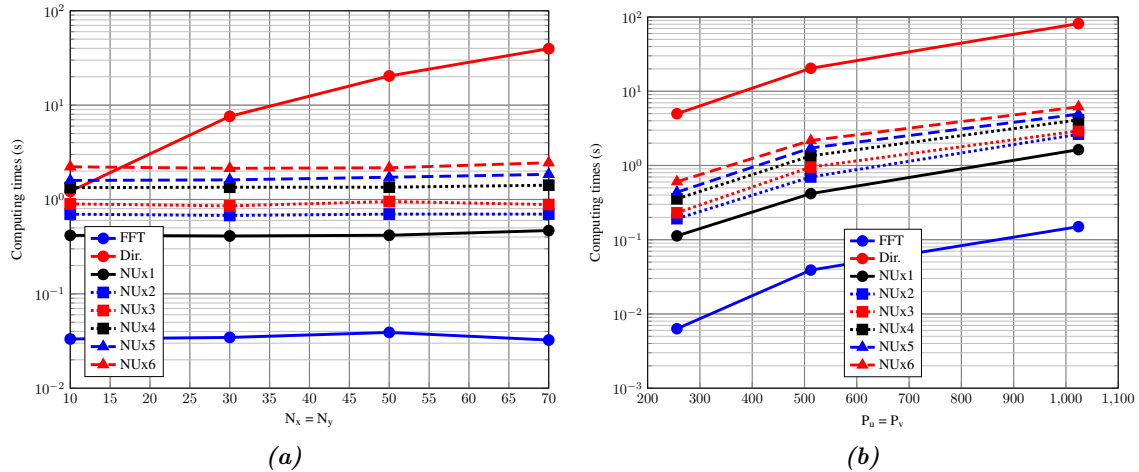 10^2
10^1
10^0
10^-1
10^-2
Computing times (s)
10 15 20 25 30 35 40 45 50 55 60 65 70
N_x = N_y
FFT
Dir.
NUx1
NUx2
NUx3
NUx4
NUx5
NUx6
(a)
10^2
10^1
10^0
10^-1
10^-2
10^-3
Computing times (s)
200 300 400 500 600 700 800 900 1,000 1,100
P_u = P_v
FFT
Dir.
NUx1
NUx2
NUx3
NUx4
NUx5
NUx6
(b)